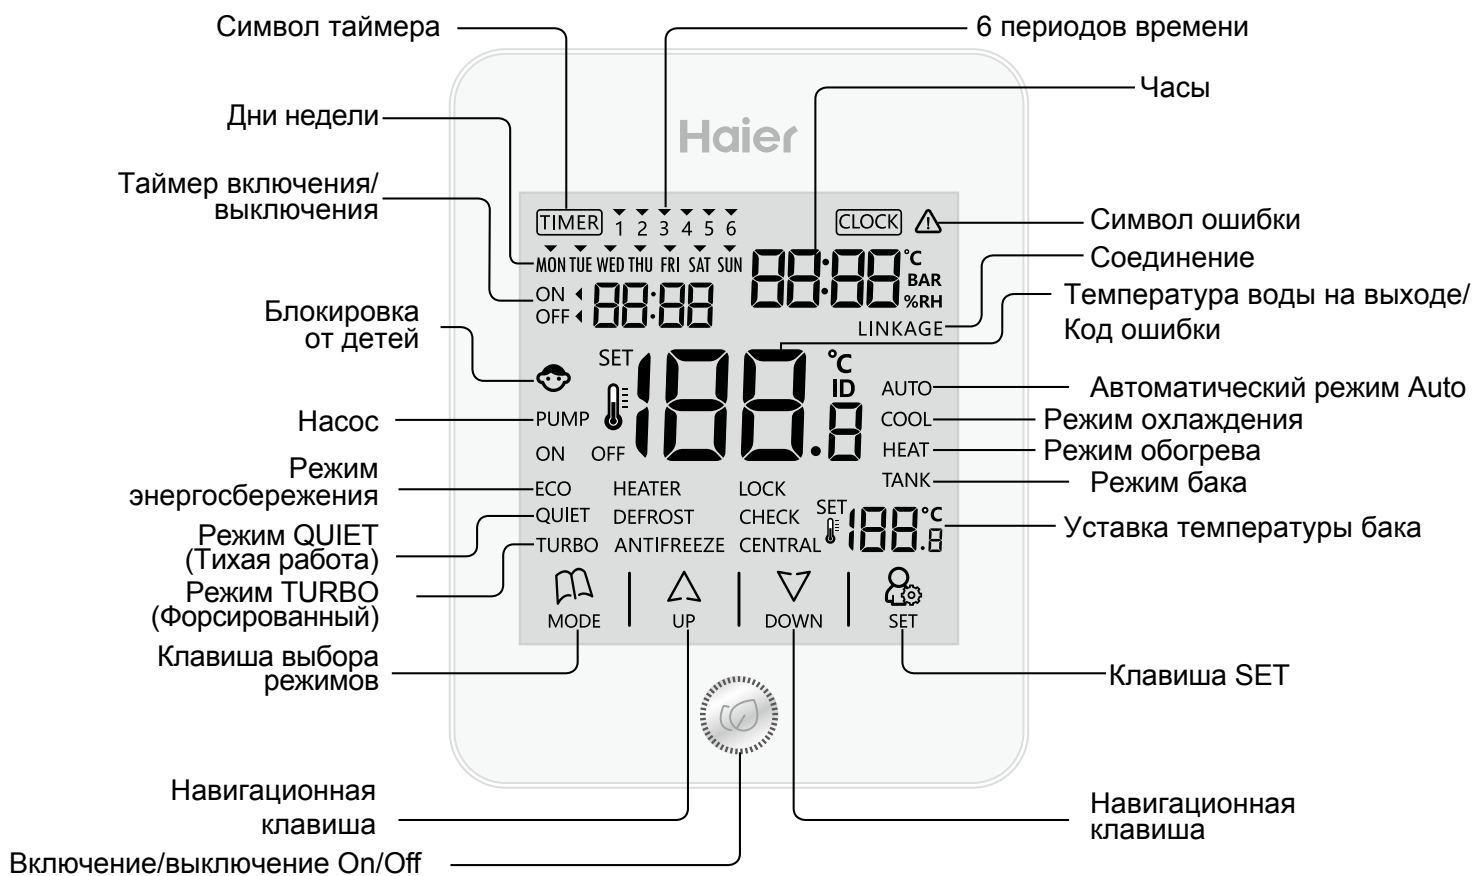 Символ таймера
6 периодов времени
Часы
Дни недели
Haier
Таймер включения/
выключения
TIMER 1 2 3 4 5 6
CLOCK
Символ ошибки
MON TUE WED THU FRI SAT SUN
88:88 °C
BAR
%RH
Соединение
ON
OFF
88:88
LINKAGE
Температура воды на выходе/
Код ошибки
Блокировка
от детей
SET
188.8 °C
ID
AUTO
Автоматический режим Auto
Насос
PUMP
COOL
Режим охлаждения
ON OFF
HEAT
Режим обогрева
Режим
энергосбережения
ECO HEATER LOCK
TANK
Режим бака
QUIET DEFROST CHECK
SET 188.8 °C
Уставка температуры бака
Режим QUIET
(Тихая работа)
TURBO ANTIFREEZE CENTRAL
Режим TURBO
(Форсированный)
MODE UP DOWN SET
Клавиша выбора
режимов
Клавиша SET
Навигационная
клавиша
Навигационная
клавиша
Включение/выключение On/Off